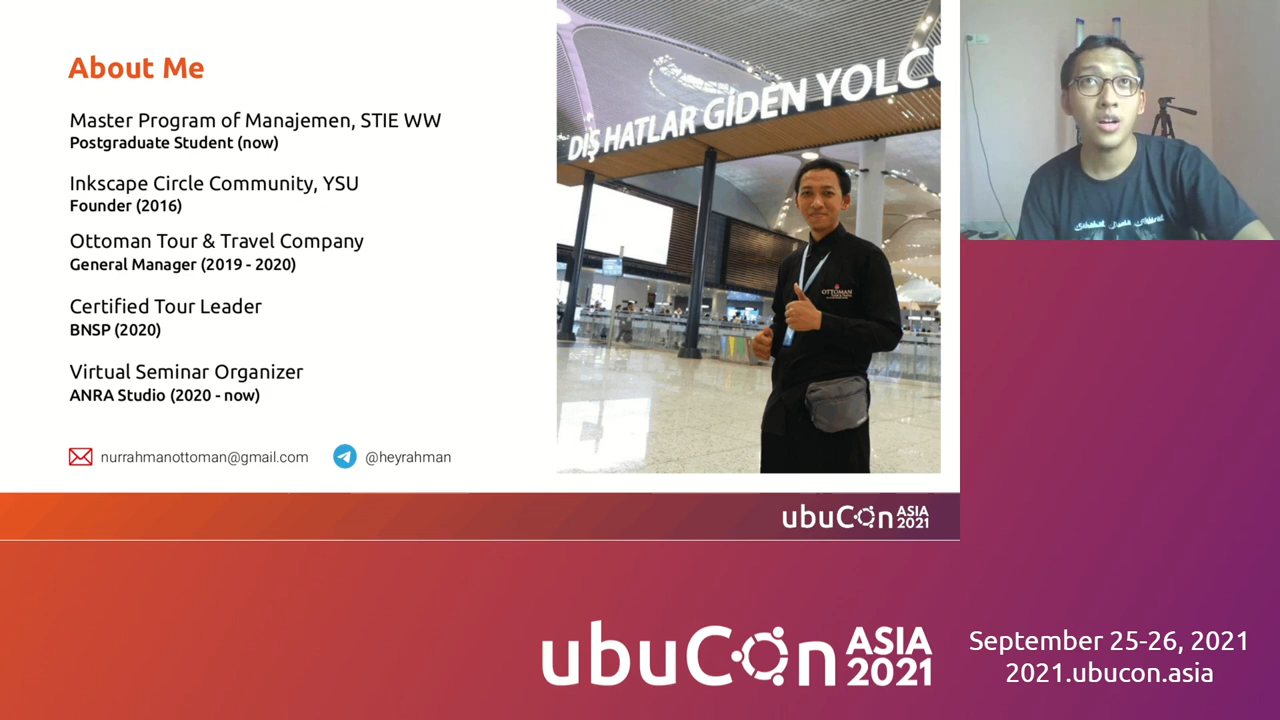 About Me
Master Program of Manajemen, STIE WW
Postgraduate Student (now)
Inkscape Circle Community, YSU
Founder (2016)
Ottoman Tour & Travel Company
General Manager (2019 - 2020)
Certified Tour Leader
BNSP (2020)
Virtual Seminar Organizer
ANRA Studio (2020 - now)
nurrahmanottoman@gmail.com
@heyrahman
DIŞ HATLAR GİDEN YOLCU
OTTOMAN
ubuCon ASIA
2021
ubuCon ASIA
2021
September 25-26, 2021
2021.ubucon.asia